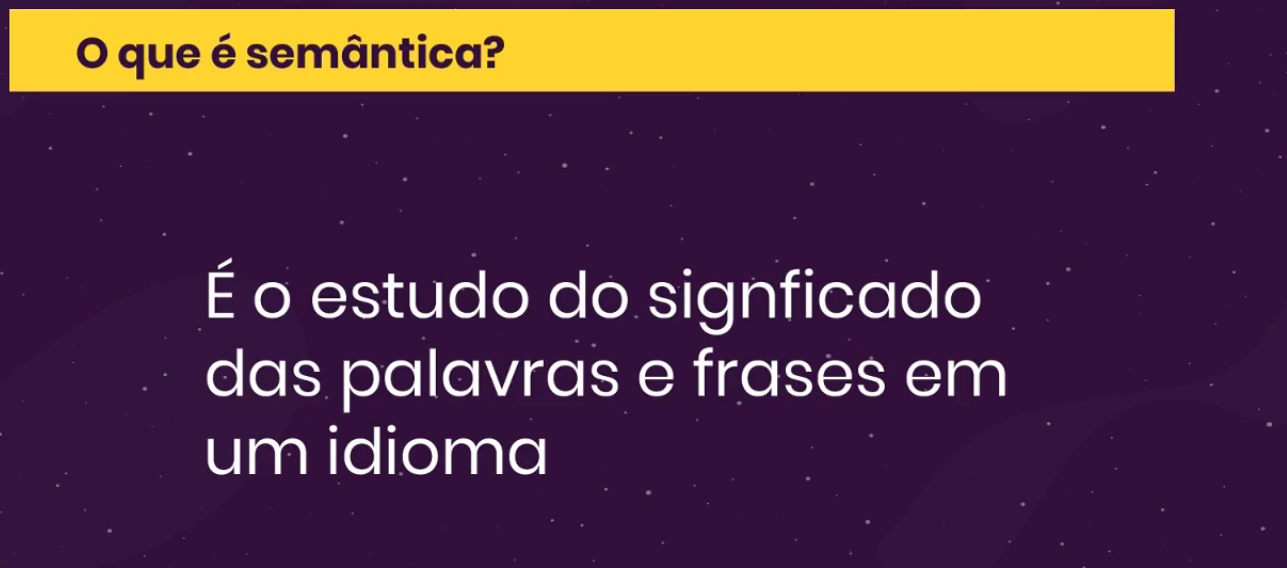 O que é semântica?
É o estudo do signficado
das palavras e frases em
um idioma